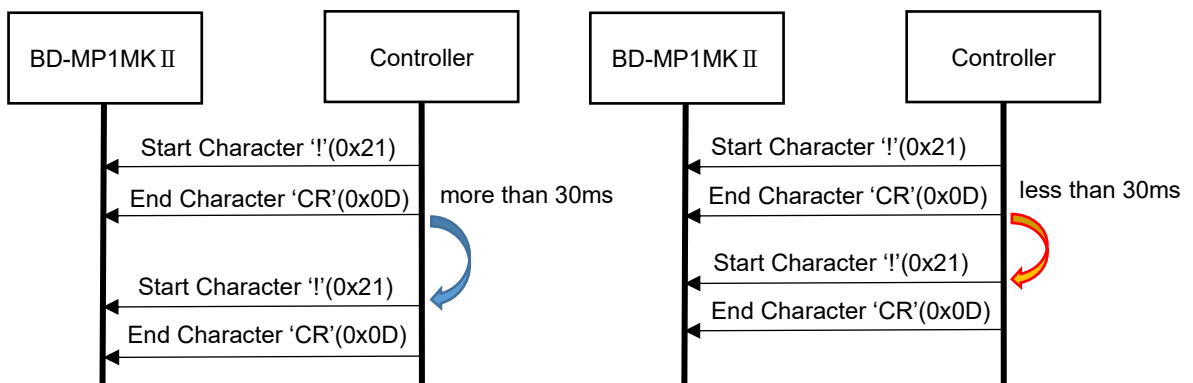 BD-MP1MKⅡ
Controller
Start Character ‘!’(0x21)
End Character ‘CR’(0x0D)
more than 30ms
Start Character ‘!’(0x21)
End Character ‘CR’(0x0D)
BD-MP1MKⅡ
Controller
Start Character ‘!’(0x21)
End Character ‘CR’(0x0D)
less than 30ms
Start Character ‘!’(0x21)
End Character ‘CR’(0x0D)